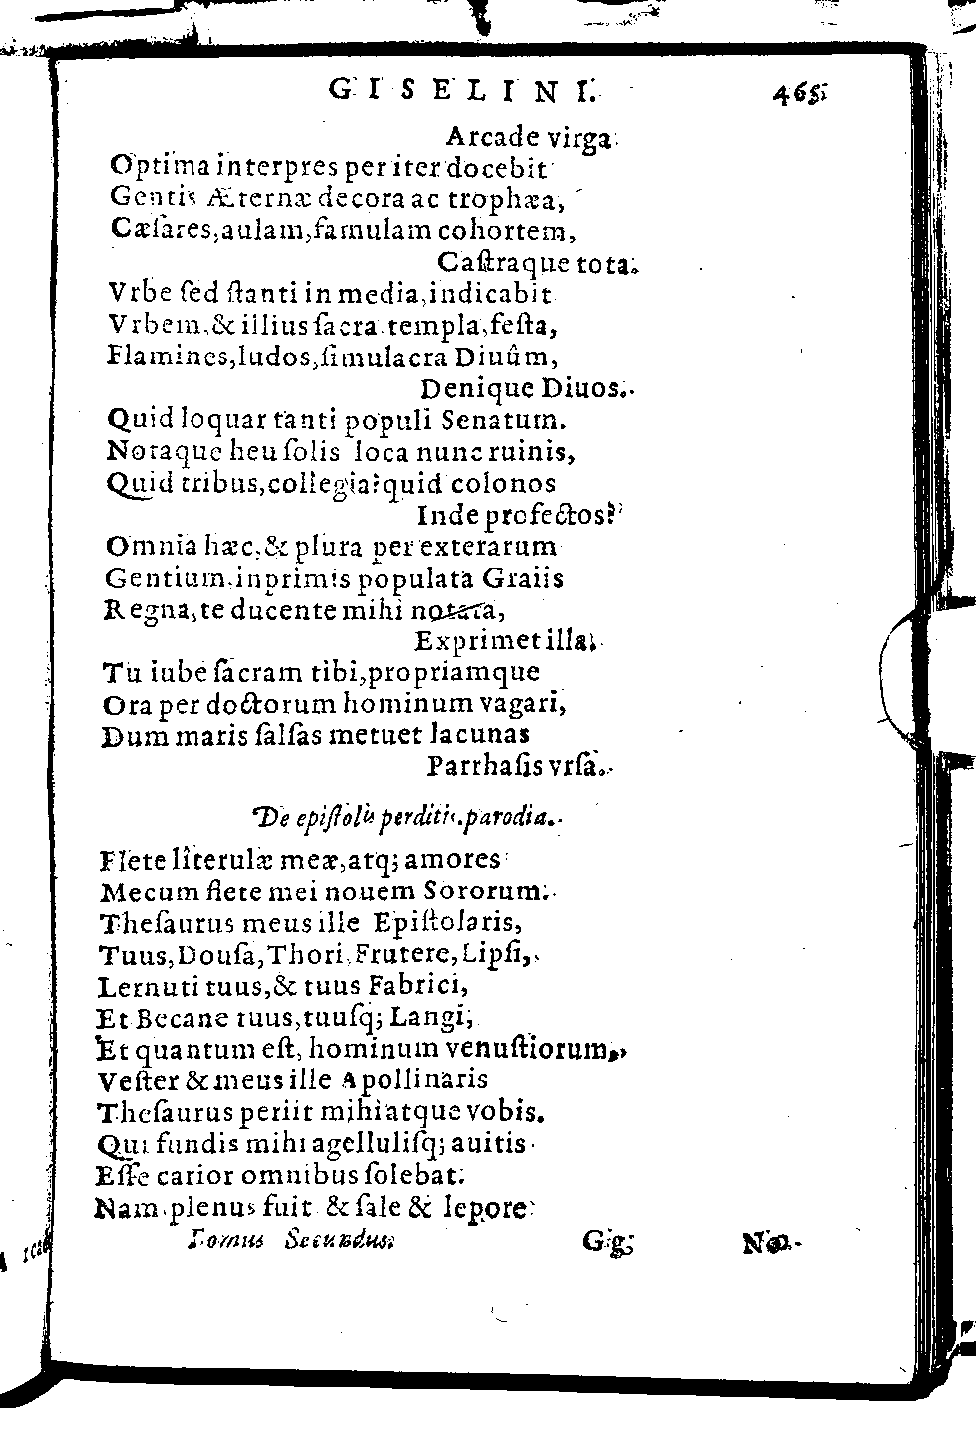 GISELINI. 465
Arcade virga.
Optima interpres per iter docebit
Gentis Æternæ decora ac trophæa,
Cæſares, aulam, famulam cohortem,
Caſtraque tota.
Vrbe ſed ſtanti in media, indicabit
Vrbem, & illius ſacra templa, feſta,
Flamines, ludos, ſimulacra Diuûm,
Denique Diuos.
Quid loquar tanti populi Senatum.
Notaque heu ſolis loca nunc ruinis,
Quid tribus, collegia? quid colonos
Inde profectos?
Omnia hæc, & plura per exterarum
Gentium, inprimis populata Graiis
Regna, te ducente mihi notata,
Exprimet illa.
Tu iube ſacram tibi, propriamque
Ora per doctorum hominum vagari,
Dum maris ſalſas metuet lacunas
Parrhaſis vrſa.
De epiſtolis perditis. parodia.
Flete literulæ meæ, atq; amores
Mecum flete mei nouem Sororum.
Theſaurus meus ille Epiſtolaris,
Tuus, Douſa, Thori, Frutere, Lipſi,
Lernuti tuus, & tuus Fabrici,
Et Becane tuus, tuuſq; Langi,
Et quantum eſt, hominum venuſtiorum,
Veſter & meus ille Apollinaris
Theſaurus periit mihi atque vobis.
Qui fundis mihi agelluliſq; auitis
Eſſe carior omnibus ſolebat.
Nam plenus fuit & ſale & lepore
Tomus Secundus. Gg